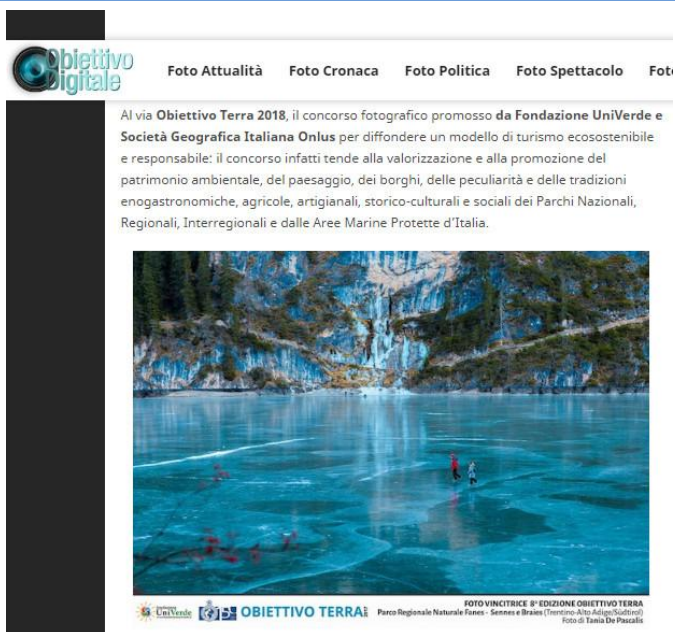 Obiettivo
Digitale
Foto Attualità Foto Cronaca Foto Politica Foto Spettacolo Foto
Al via Obiettivo Terra 2018, il concorso fotografico promosso da Fondazione UniVerde e
Società Geografica Italiana Onlus per diffondere un modello di turismo ecosostenibile
e responsabile: il concorso infatti tende alla valorizzazione e alla promozione del
patrimonio ambientale, del paesaggio, dei borghi, delle peculiarità e delle tradizioni
enogastronomiche, agricole, artigianali, storico-culturali e sociali dei Parchi Nazionali,
Regionali, Interregionali e dalle Aree Marine Protette d'Italia.
UniVerde OBIETTIVO TERRA
FOTO VINCITRICE 8ª EDIZIONE OBIETTIVO TERRA
Parco Regionale Naturale Fanes - Sennes e Braies (Trentino-Alto Adige/Südtirol)
Foto di Tania De Pascalis